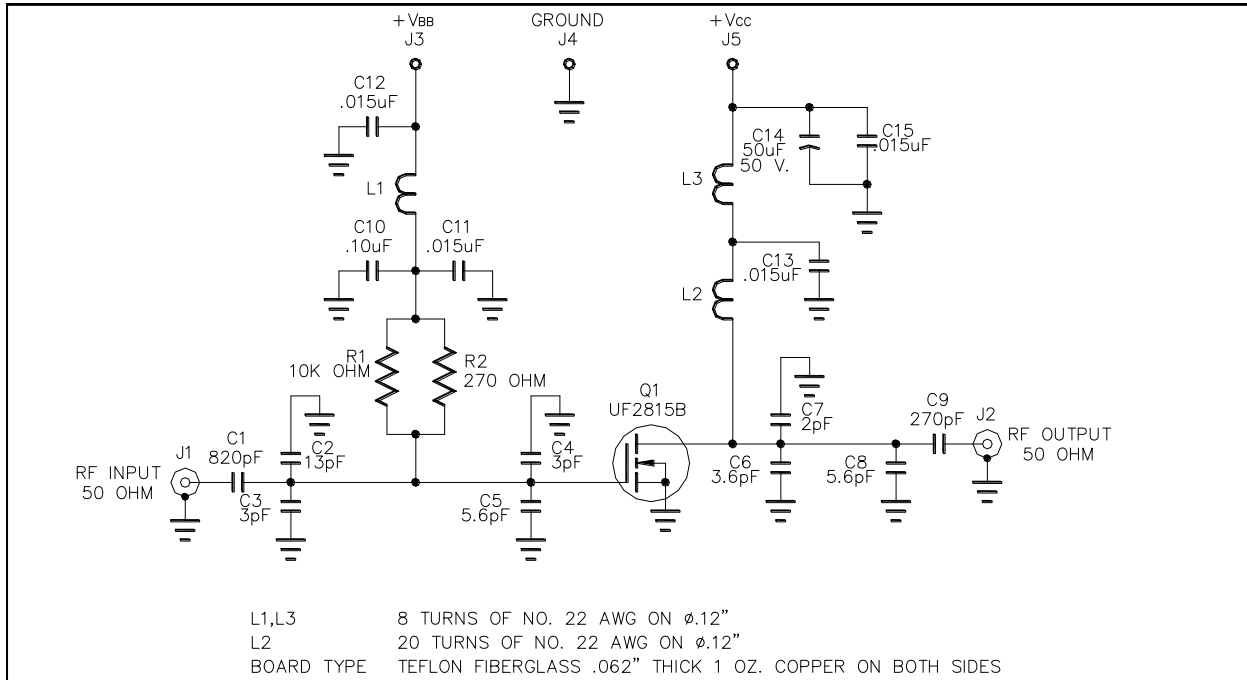 +VBB
J3
GROUND
J4
+Vcc
J5
C12
.015uF
L1
C10
.10uF
C11
.015uF
C14
50uF
50 V.
C15
.015uF
L3
C13
.015uF
L2
R1
10K OHM
R2
270 OHM
Q1
UF2815B
J1
RF INPUT
50 OHM
C1
820pF
C2
13pF
C3
3pF
C4
3pF
C5
5.6pF
C7
2pF
C6
3.6pF
C8
5.6pF
C9
270pF
J2
RF OUTPUT
50 OHM
L1,L3 8 TURNS OF NO. 22 AWG ON ø.12"
L2 20 TURNS OF NO. 22 AWG ON ø.12"
BOARD TYPE TEFLON FIBERGLASS .062" THICK 1 OZ. COPPER ON BOTH SIDES